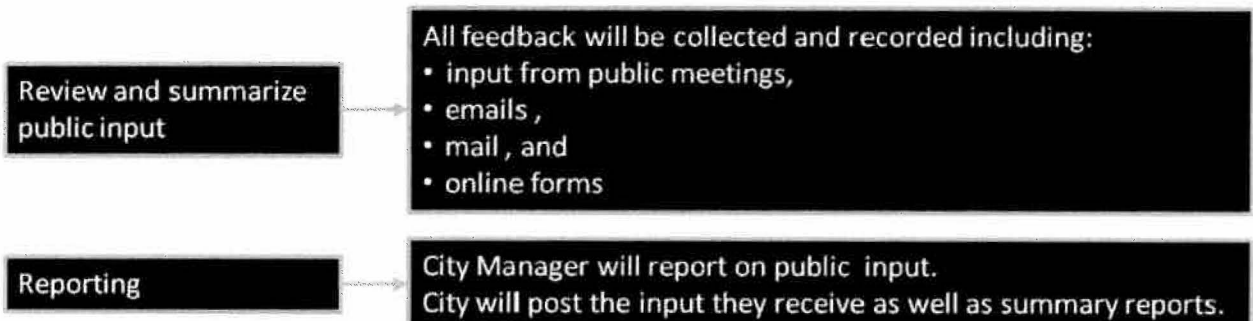 Review and summarize
public input
All feedback will be collected and recorded including:
• input from public meetings,
• emails ,
• mail , and
• online forms
Reporting
City Manager will report on public input.
City will post the input they receive as well as summary reports.